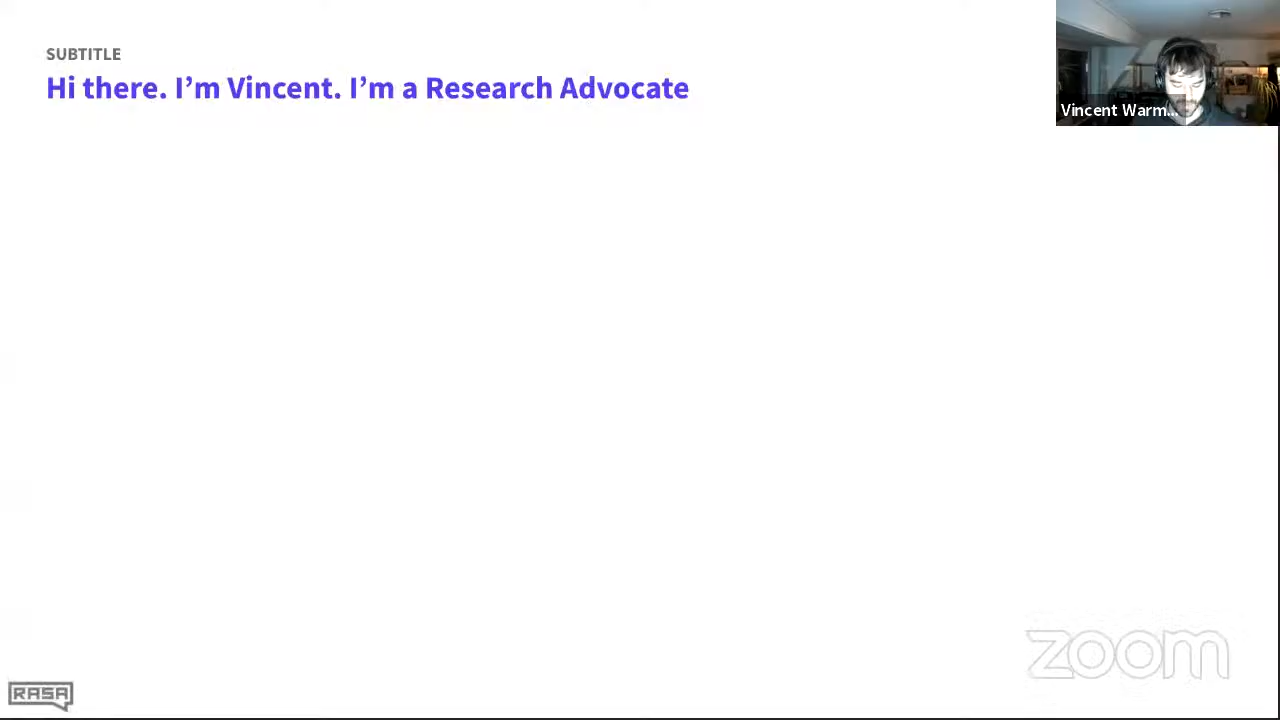 SUBTITLE
Hi there. I’m Vincent. I’m a Research Advocate
Vincent Warm...
zoom
RASA